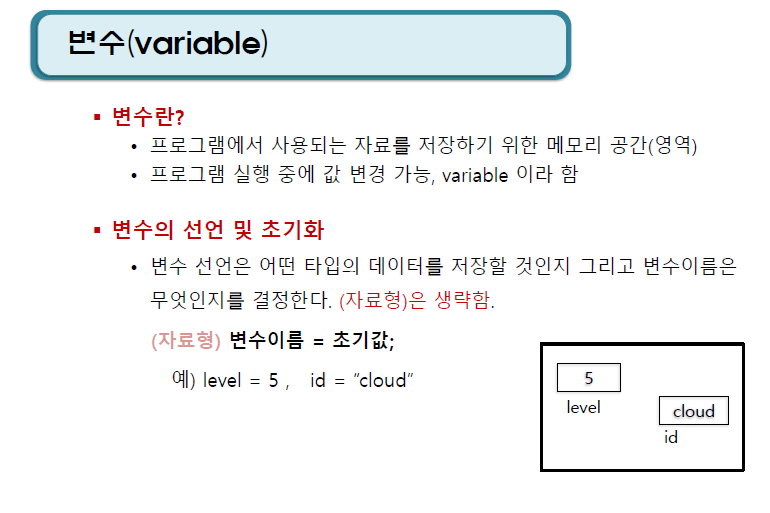 변수(variable)
▪ 변수란?
• 프로그램에서 사용되는 자료를 저장하기 위한 메모리 공간(영역)
• 프로그램 실행 중에 값 변경 가능, variable 이라 함
▪ 변수의 선언 및 초기화
• 변수 선언은 어떤 타입의 데이터를 저장할 것인지 그리고 변수이름은
무엇인지를 결정한다. (자료형)은 생략함.
(자료형) 변수이름 = 초기값;
예) level = 5 ,   id = ″cloud″
5
level
cloud
id